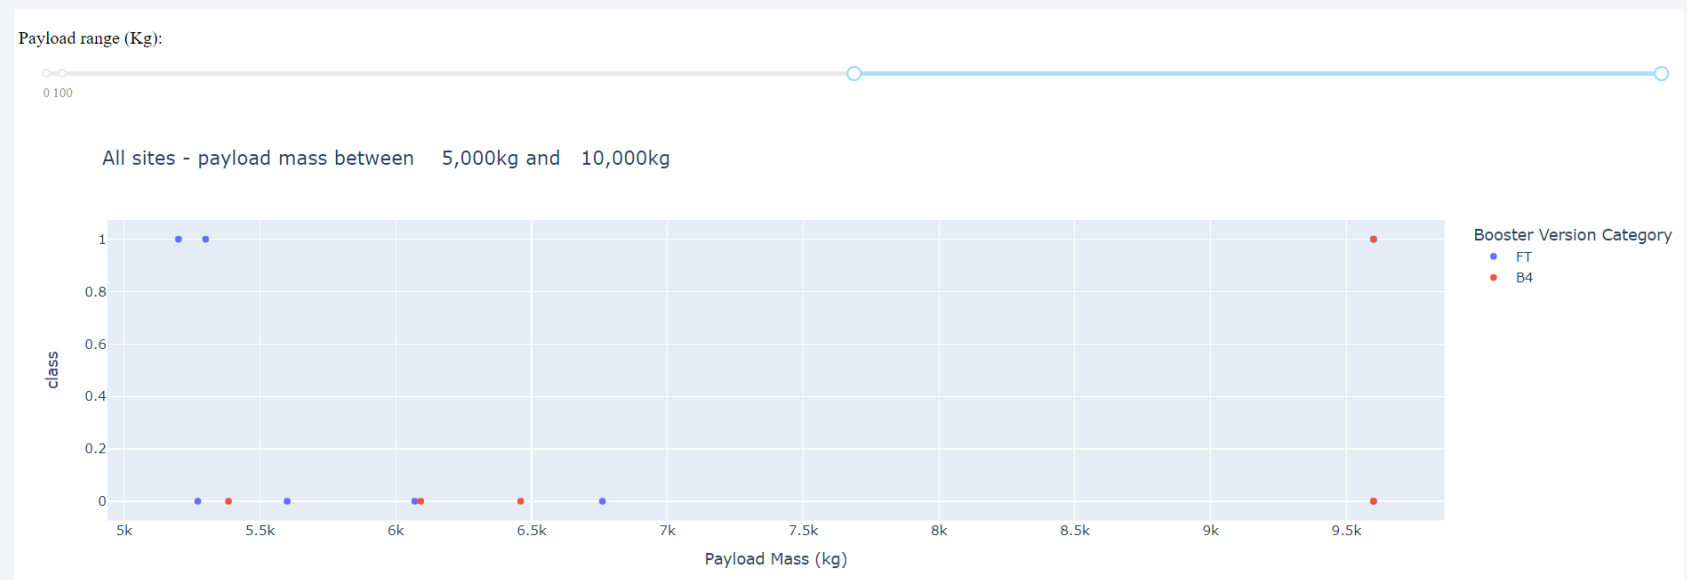 Payload range (Kg):
0 100
All sites - payload mass between 5,000kg and 10,000kg
1
0.8
0.6
0.4
0.2
0
class
5k 5.5k 6k 6.5k 7k 7.5k 8k 8.5k 9k 9.5k
Payload Mass (kg)
Booster Version Category
FT
B4